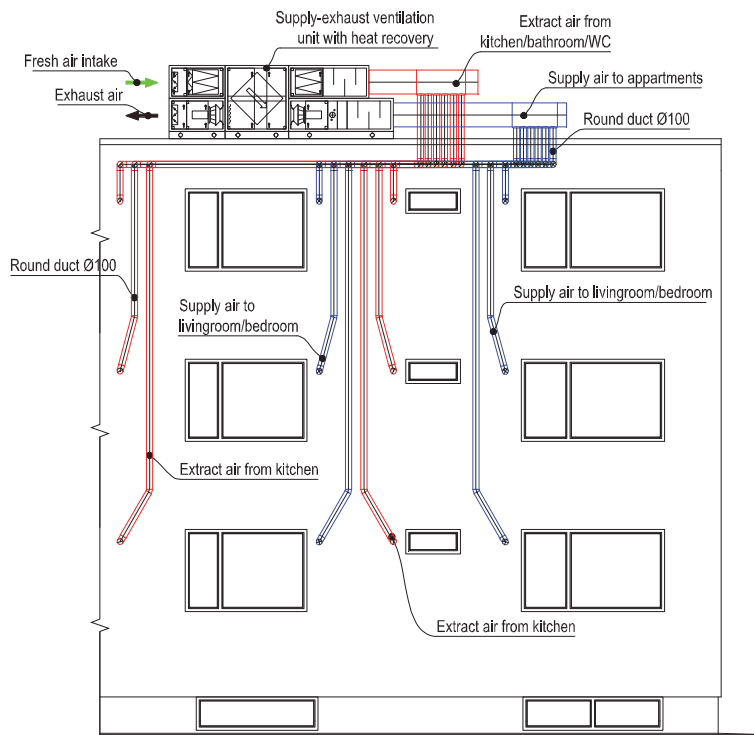 Supply-exhaust ventilation
unit with heat recovery
Extract air from
kitchen/bathroom/WC
Fresh air intake
Supply air to appartments
Exhaust air
Round duct Ø100
Round duct Ø100
Supply air to
livingroom/bedroom
Supply air to livingroom/bedroom
Extract air from kitchen
Extract air from kitchen